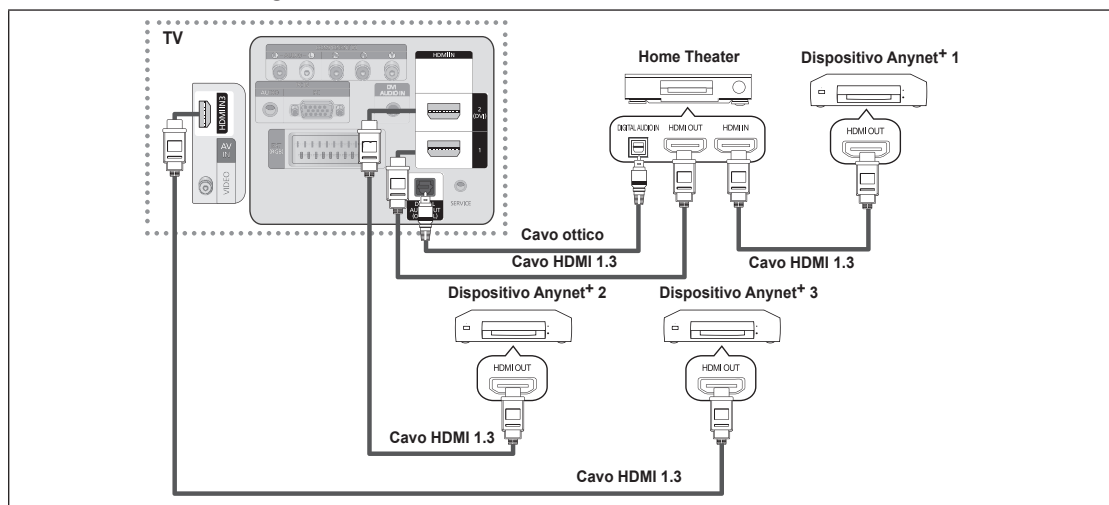 TV
HDMI IN 3
AV
IN
VIDEO
DVI
AUDIO IN
HDMI IN
2
(DVI)
1
SERVICE
Home Theater
DIGITAL AUDIO IN
HDMI OUT
HDMI IN
Dispositivo Anynet+ 1
HDMI OUT
Cavo ottico
Cavo HDMI 1.3
Cavo HDMI 1.3
Dispositivo Anynet+ 2
HDMI OUT
Dispositivo Anynet+ 3
HDMI OUT
Cavo HDMI 1.3
Cavo HDMI 1.3